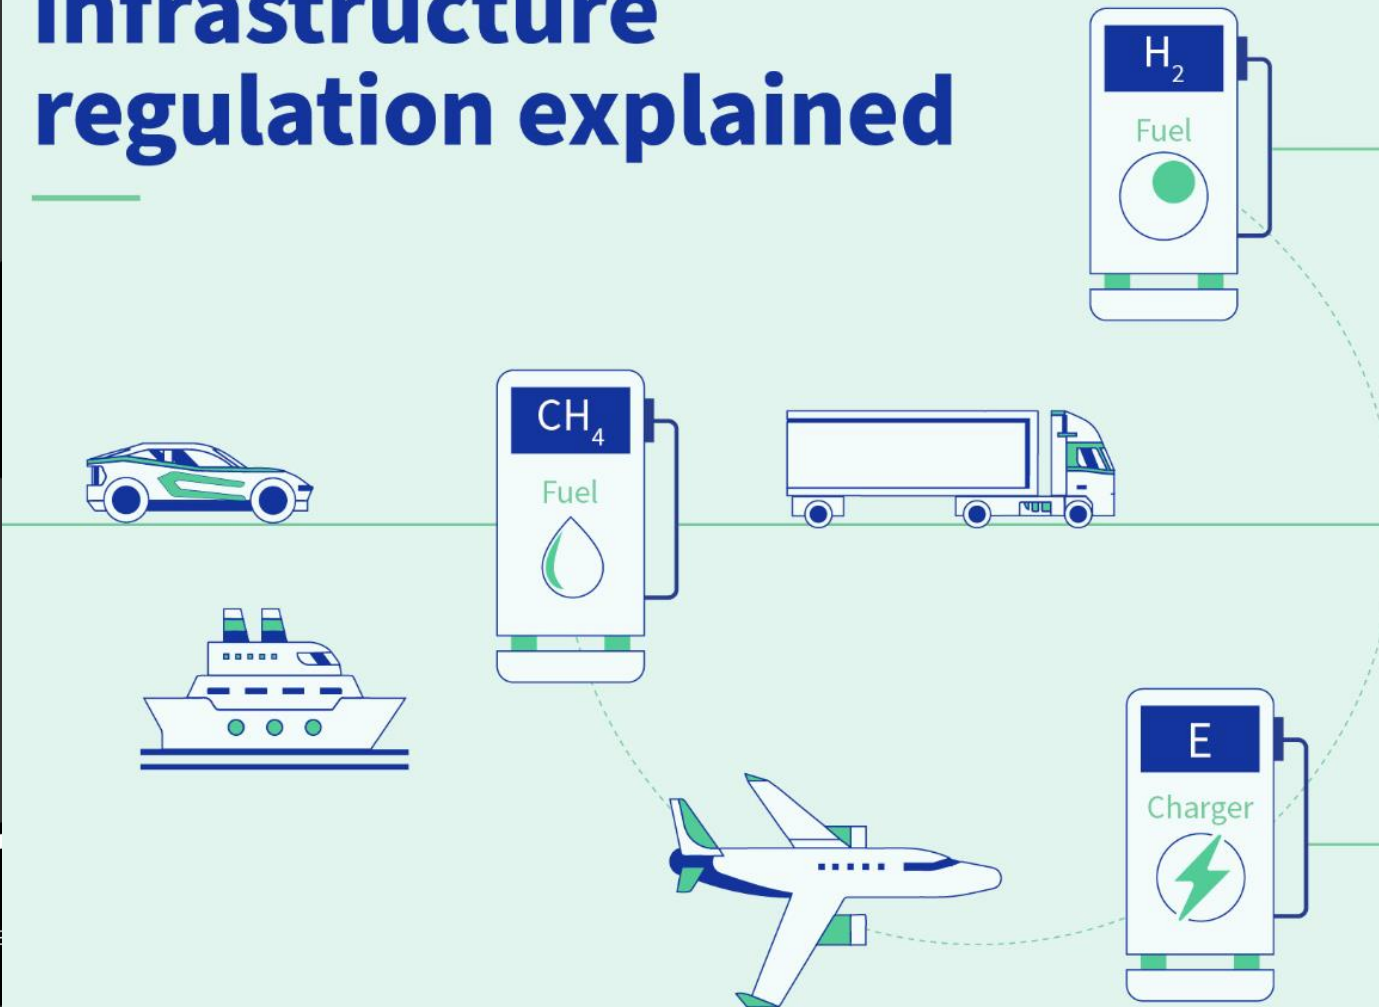 infrastructure
regulation explained
H₂
Fuel
CH₄
Fuel
E
Charger